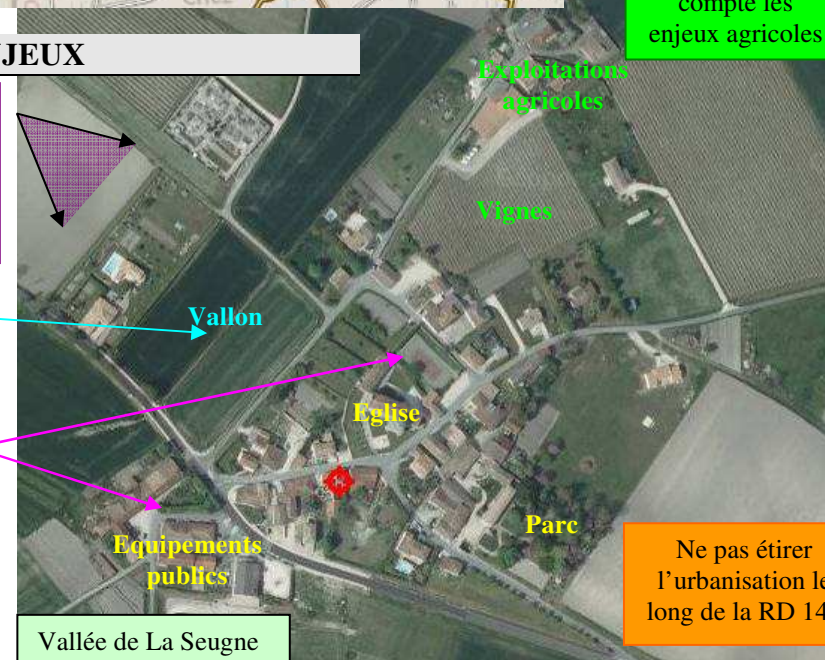 compte les
enjeux agricoles
JEUX
Exploitations
agricoles
Vignes
Vallon
Eglise
Parc
Equipements
publics
Ne pas étirer
l’urbanisation le
long de la RD 14
Vallée de La Seugne